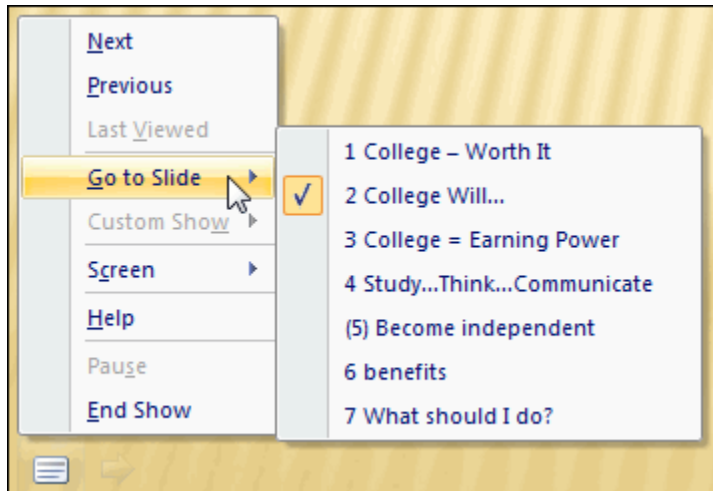 Next
Previous
Last Viewed
Go to Slide
Custom Show
Screen
Help
Pause
End Show
1 College – Worth It
2 College Will...
3 College = Earning Power
4 Study...Think...Communicate
(5) Become independent
6 benefits
7 What should I do?